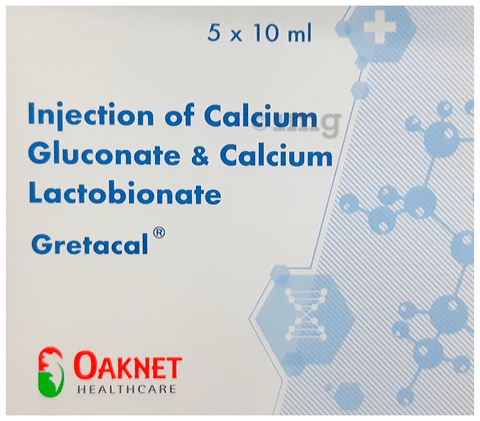 5 x 10 ml
Injection of Calcium
Gluconate & Calcium
Lactobionate
Gretacal®
OAKNET
HEALTHCARE